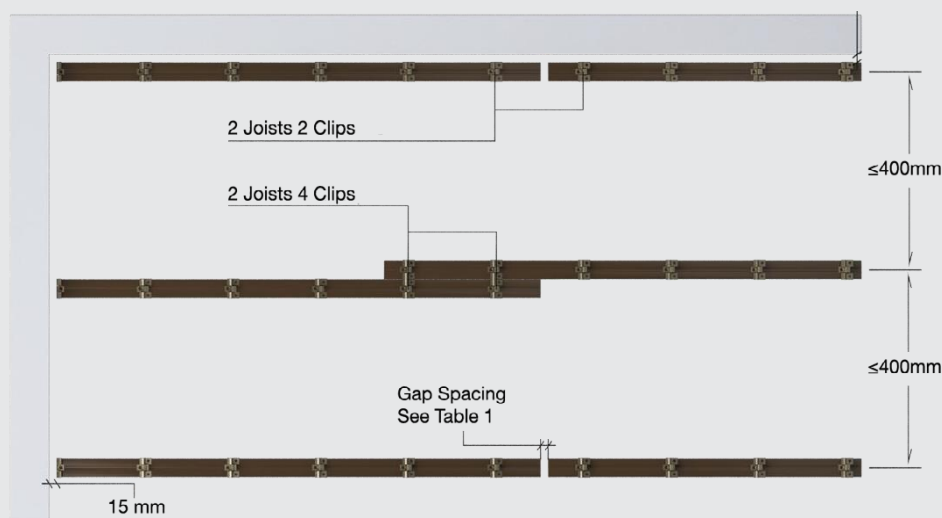 2 Joists 2 Clips
≤400mm
2 Joists 4 Clips
≤400mm
Gap Spacing
See Table 1
15 mm